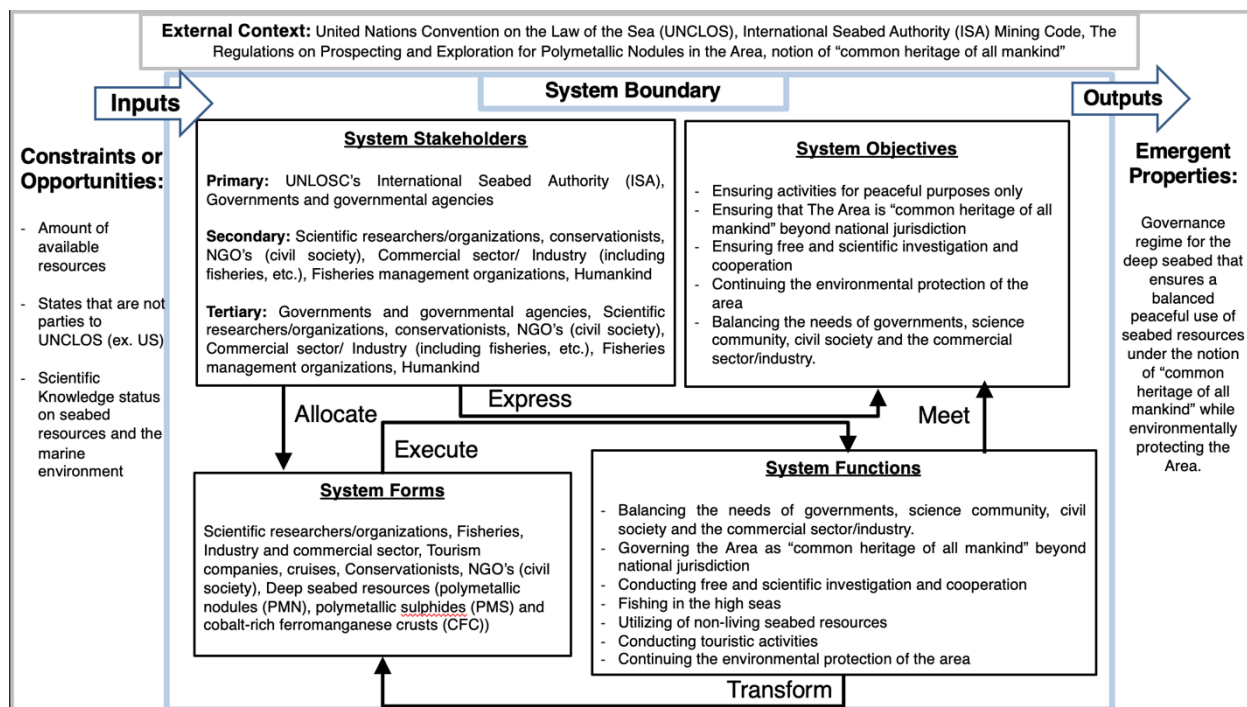 External Context: United Nations Convention on the Law of the Sea (UNCLOS), International Seabed Authority (ISA) Mining Code, The
Regulations on Prospecting and Exploration for Polymetallic Nodules in the Area, notion of “common heritage of all mankind”
Inputs
System Boundary
Outputs
Constraints or
Opportunities:
- Amount of
available
resources
- States that are not
parties to
UNCLOS (ex. US)
- Scientific
Knowledge status
on seabed
resources and the
marine
environment
System Stakeholders
Primary: UNLOSC’s International Seabed Authority (ISA),
Governments and governmental agencies
Secondary: Scientific researchers/organizations, conservationists,
NGO’s (civil society), Commercial sector/ Industry (including
fisheries, etc.), Fisheries management organizations, Humankind
Tertiary: Governments and governmental agencies, Scientific
researchers/organizations, conservationists, NGO’s (civil society),
Commercial sector/ Industry (including fisheries, etc.), Fisheries
management organizations, Humankind
System Objectives
- Ensuring activities for peaceful purposes only
- Ensuring that The Area is “common heritage of all
mankind” beyond national jurisdiction
- Ensuring free and scientific investigation and
cooperation
- Continuing the environmental protection of the
area
- Balancing the needs of governments, science
community, civil society and the commercial
sector/industry.
Emergent
Properties:
Governance
regime for the
deep seabed that
ensures a
balanced
peaceful use of
seabed resources
under the notion
of “common
heritage of all
mankind” while
environmentally
protecting the
Area.
Allocate
Express
Meet
Execute
System Forms
Scientific researchers/organizations, Fisheries,
Industry and commercial sector, Tourism
companies, cruises, Conservationists, NGO’s (civil
society), Deep seabed resources (polymetallic
nodules (PMN), polymetallic sulphides (PMS) and
cobalt-rich ferromanganese crusts (CFC))
System Functions
- Balancing the needs of governments, science community, civil
society and the commercial sector/industry.
- Governing the Area as “common heritage of all mankind” beyond
national jurisdiction
- Conducting free and scientific investigation and cooperation
- Fishing in the high seas
- Utilizing of non-living seabed resources
- Conducting touristic activities
- Continuing the environmental protection of the area
Transform